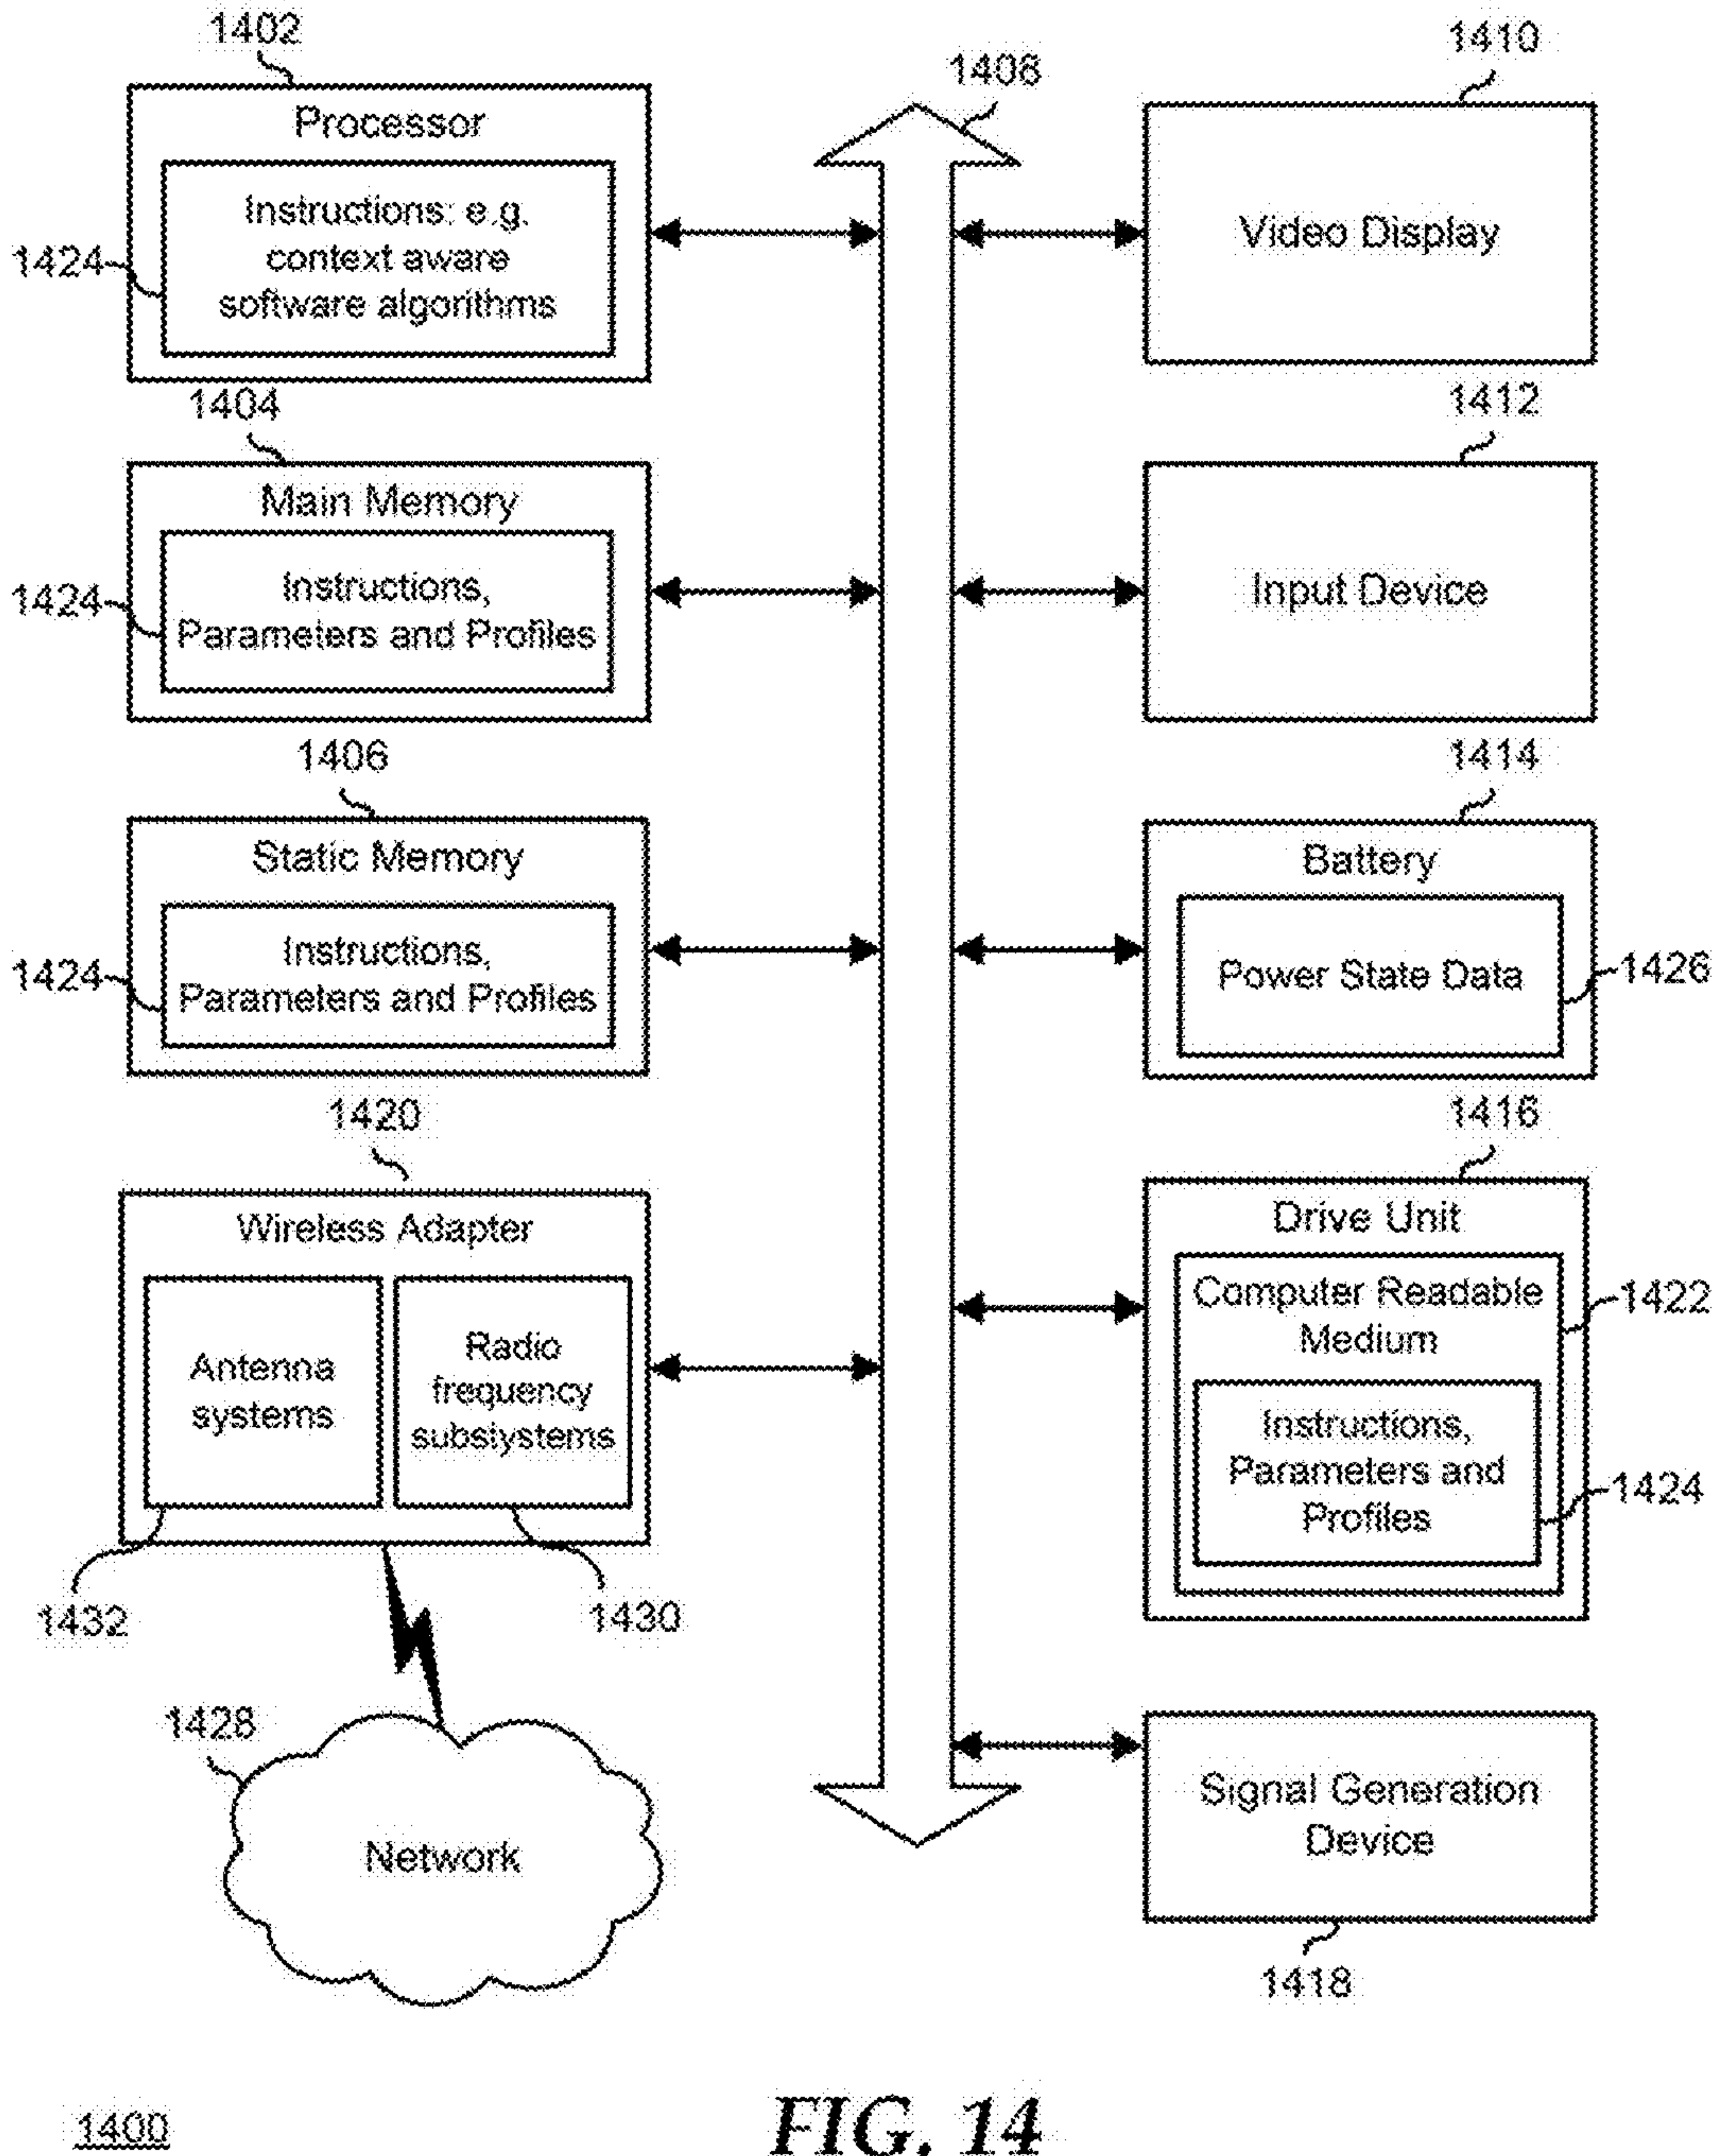 1402
Processor
Instructions: e.g.
context aware
software algorithms
1424
1404
Main Memory
Instructions,
Parameters and Profiles
1424
1406
Static Memory
Instructions,
Parameters and Profiles
1424
1420
Wireless Adapter
Antenna
systems
Radio
frequency
subsiystems
1432
1430
1428
Network
1408
1410
Video Display
1412
Input Device
1414
Battery
Power State Data
1426
1416
Drive Unit
Computer Readable
Medium
1422
Instructions,
Parameters and
Profiles
1424
Signal Generation
Device
1418
1400
FIG. 14